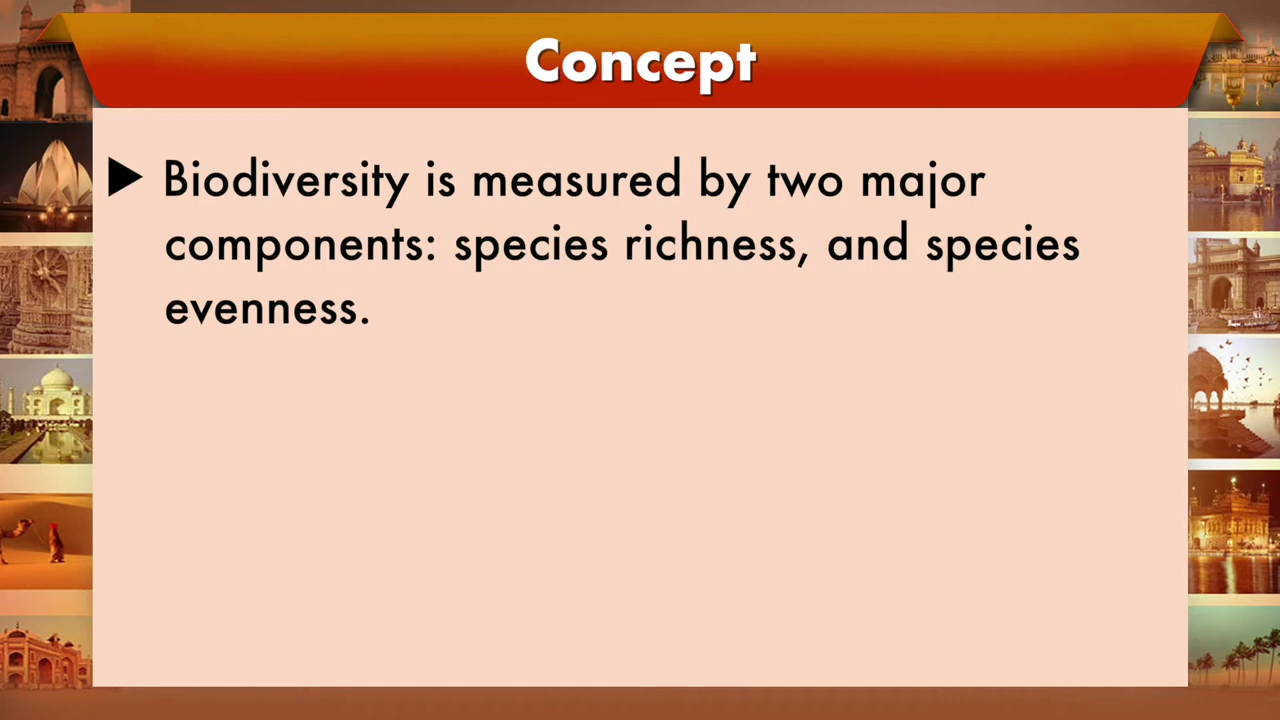 Concept
▶ Biodiversity is measured by two major
components: species richness, and species
evenness.